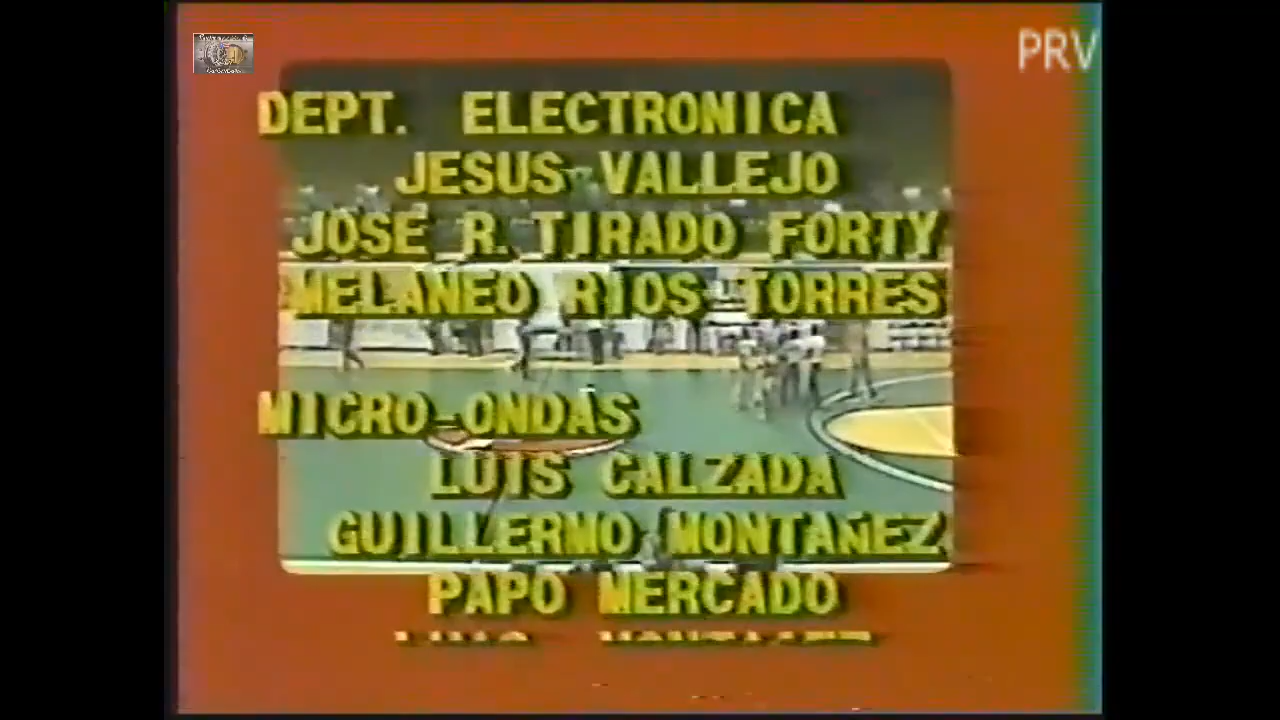 PRV
DEPT. ELECTRONICA
JESUS VALLEJO
JOSE R. TIRADO FORTY
MELANEO RIOS TORRES
MICRO-ONDAS
LUIS CALZADA
GUILLERMO MONTAÑEZ
PAPO MERCADO